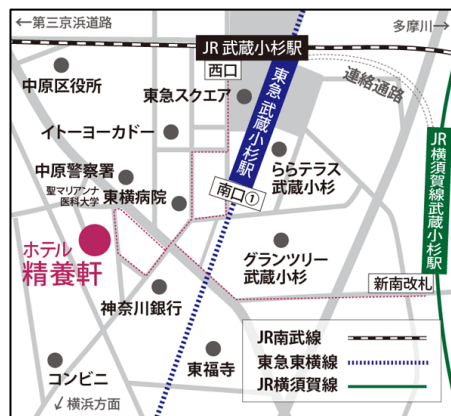 ←第三京浜道路
多摩川→
JR 武蔵小杉駅
西口
中原区役所
東急スクエア
連絡通路
東急 武蔵小杉駅
イトーヨーカドー
JR横須賀線武蔵小杉駅
中原警察署
ららテラス
武蔵小杉
聖マリアンナ
医科大学
東横病院
南口①
ホテル
精養軒
グランツリー
武蔵小杉
新南改札
神奈川銀行
JR南武線
東急東横線
JR横須賀線
東福寺
コンビニ
↙横浜方面